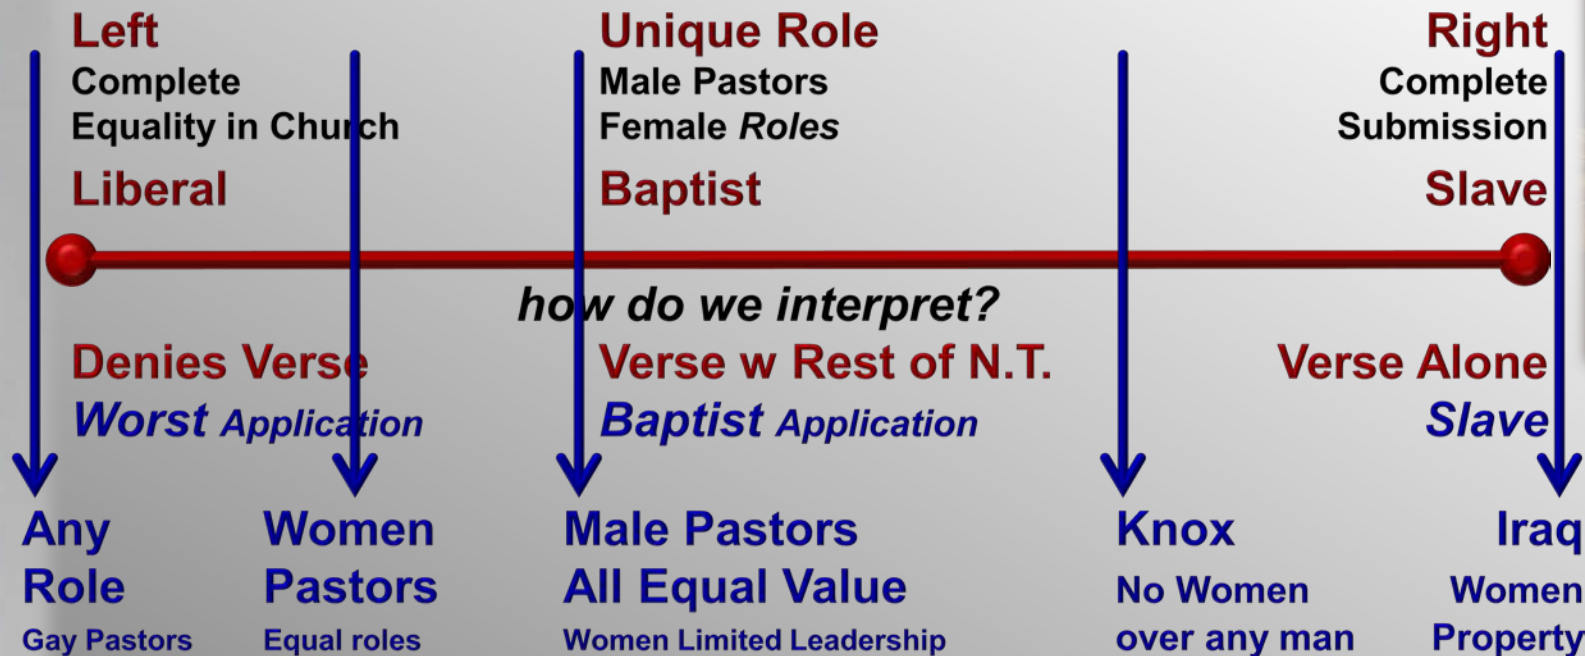 Left
Complete
Equality in Church
Liberal
Unique Role
Male Pastors
Female Roles
Baptist
Right
Complete
Submission
Slave
how do we interpret?
Denies Verse
Worst Application
Verse w Rest of N.T.
Baptist Application
Verse Alone
Slave
Any
Role
Gay Pastors
Women
Pastors
Equal roles
Male Pastors
All Equal Value
Women Limited Leadership
Knox
No Women
over any man
Iraq
Women
Property